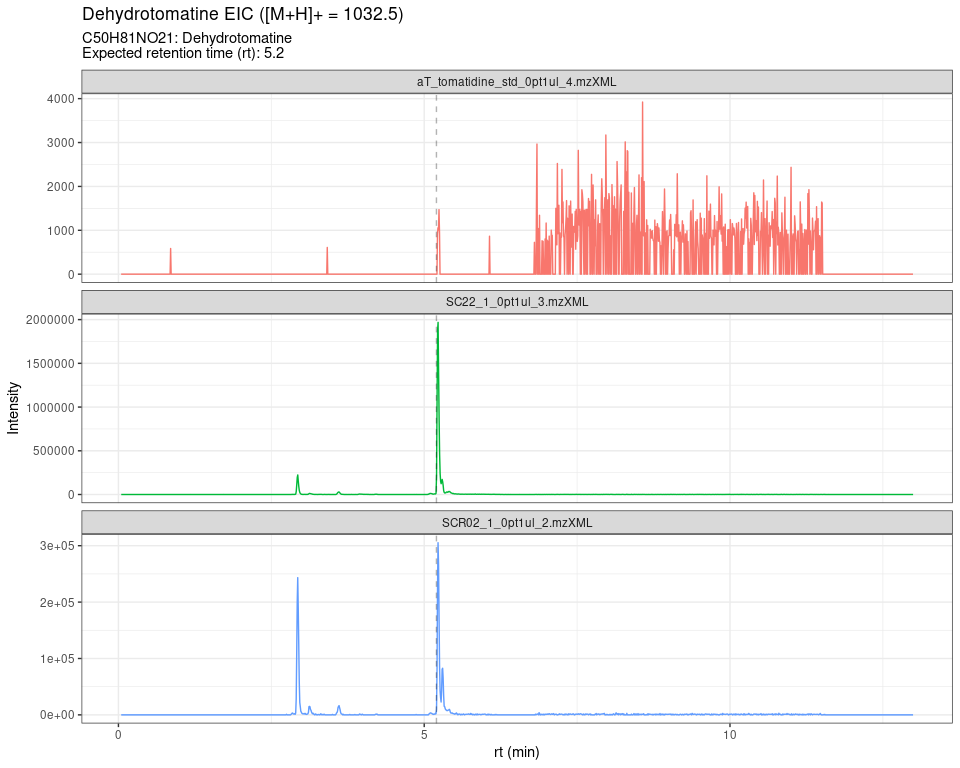 Dehydrotomatine EIC ([M+H]+ = 1032.5)
C50H81NO21: Dehydrotomatine
Expected retention time (rt): 5.2
aT_tomatidine_std_0pt1ul_4.mzXML
4000
3000
2000
1000
0
SC22_1_0pt1ul_3.mzXML
2000000
1500000
1000000
500000
0
Intensity
SCR02_1_0pt1ul_2.mzXML
3e+05
2e+05
1e+05
0e+00
0 5 10
rt (min)